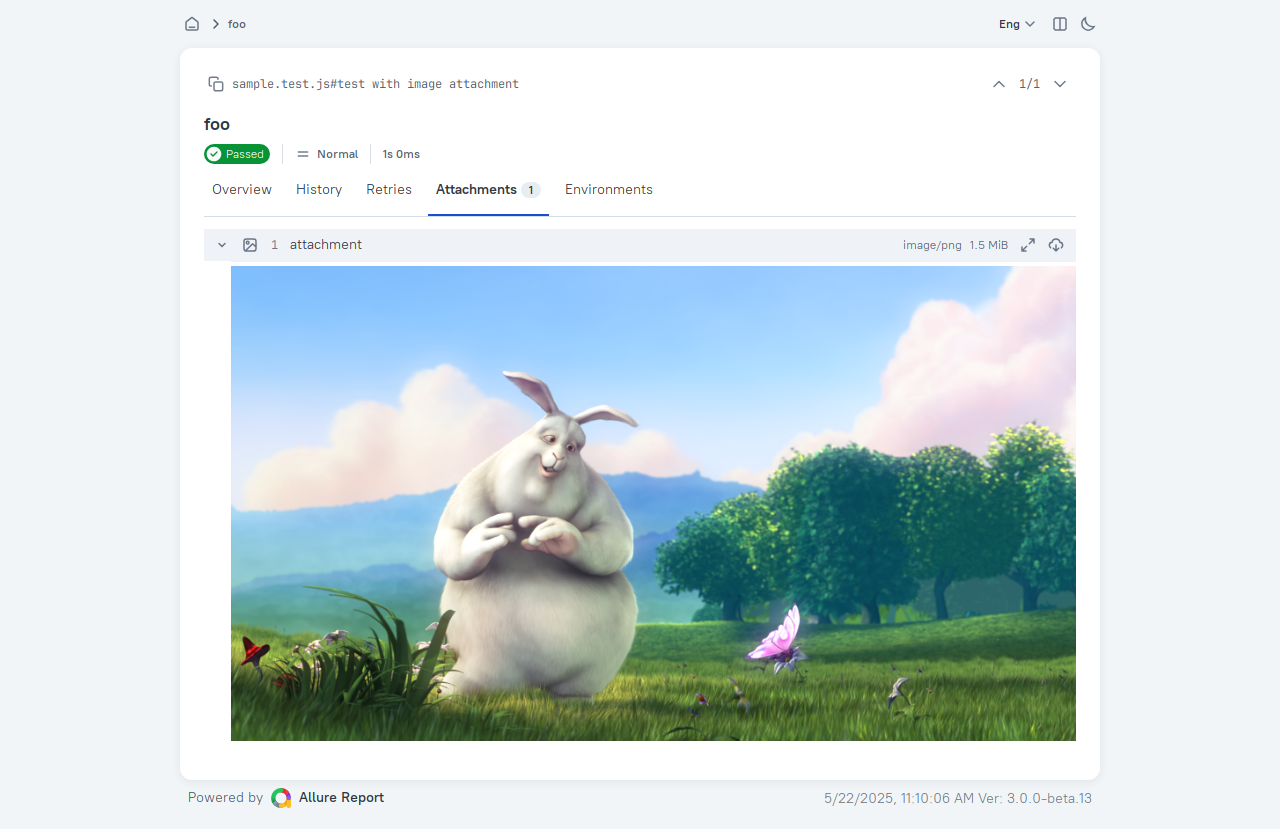 foo
Eng
sample.test.js#test with image attachment
1/1
foo
Passed
Normal
1s 0ms
Overview
History
Retries
Attachments 1
Environments
1 attachment
image/png 1.5 MiB
Powered by Allure Report
5/22/2025, 11:10:06 AM Ver: 3.0.0-beta.13